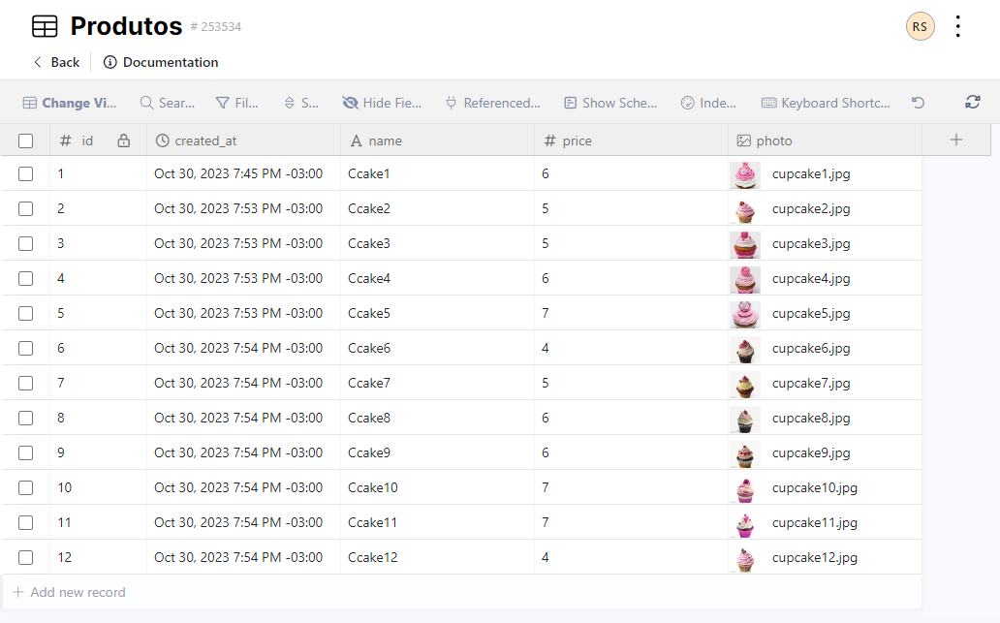 Produtos # 253534 RS
Back Documentation
Change Vi... Sear... Fil... S... Hide Fie... Referenced... Show Sche... Inde... Keyboard Shortc...
# id created_at A name # price photo +
1 Oct 30, 2023 7:45 PM -03:00 Ccake1 6 cupcake1.jpg
2 Oct 30, 2023 7:53 PM -03:00 Ccake2 5 cupcake2.jpg
3 Oct 30, 2023 7:53 PM -03:00 Ccake3 5 cupcake3.jpg
4 Oct 30, 2023 7:53 PM -03:00 Ccake4 6 cupcake4.jpg
5 Oct 30, 2023 7:53 PM -03:00 Ccake5 7 cupcake5.jpg
6 Oct 30, 2023 7:54 PM -03:00 Ccake6 4 cupcake6.jpg
7 Oct 30, 2023 7:54 PM -03:00 Ccake7 5 cupcake7.jpg
8 Oct 30, 2023 7:54 PM -03:00 Ccake8 6 cupcake8.jpg
9 Oct 30, 2023 7:54 PM -03:00 Ccake9 6 cupcake9.jpg
10 Oct 30, 2023 7:54 PM -03:00 Ccake10 7 cupcake10.jpg
11 Oct 30, 2023 7:54 PM -03:00 Ccake11 7 cupcake11.jpg
12 Oct 30, 2023 7:54 PM -03:00 Ccake12 4 cupcake12.jpg
+ Add new record